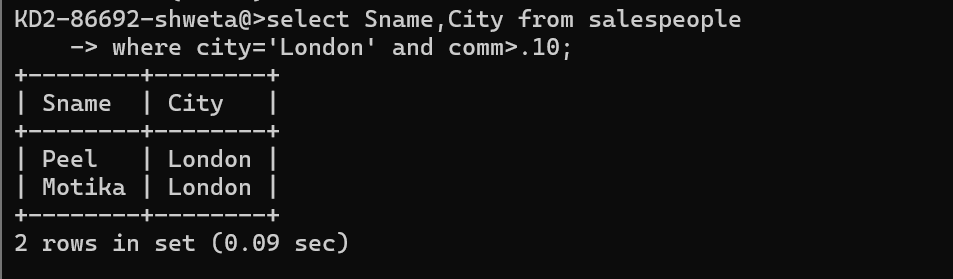 KD2-86692-shweta@>select Sname,City from salespeople
    -> where city='London' and comm>.10;
+--------+--------+
| Sname  | City   |
+--------+--------+
| Peel   | London |
| Motika | London |
+--------+--------+
2 rows in set (0.09 sec)